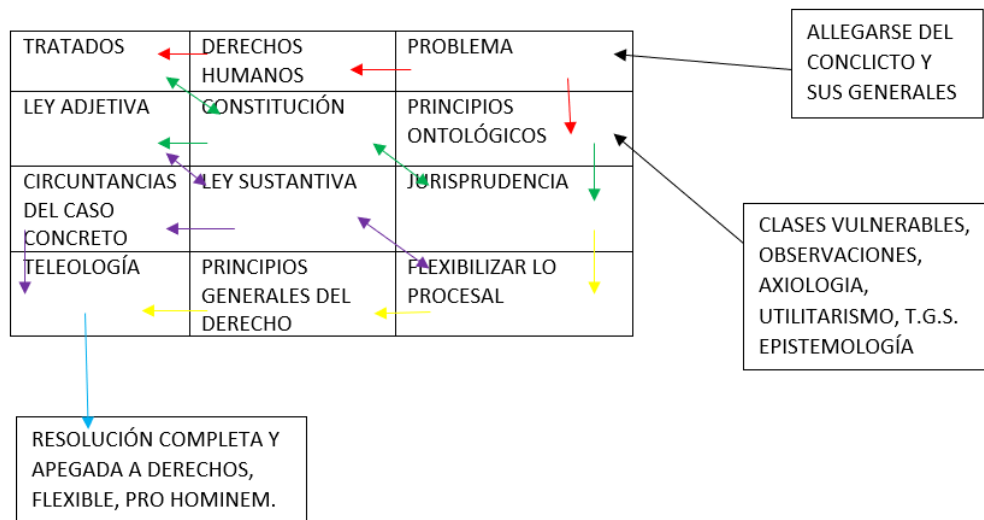 TRATADOS
DERECHOS
HUMANOS
PROBLEMA
ALLEGARSE DEL
CONCLICTO Y
SUS GENERALES
LEY ADJETIVA
CONSTITUCIÓN
PRINCIPIOS
ONTOLÓGICOS
CIRCUNTANCIAS
DEL CASO
CONCRETO
LEY SUSTANTIVA
JURISPRUDENCIA
CLASES VULNERABLES,
OBSERVACIONES,
AXIOLOGIA,
UTILITARISMO, T.G.S.
EPISTEMOLOGÍA
TELEOLOGÍA
PRINCIPIOS
GENERALES DEL
DERECHO
FLEXIBILIZAR LO
PROCESAL
RESOLUCIÓN COMPLETA Y
APEGADA A DERECHOS,
FLEXIBLE, PRO HOMINEM.